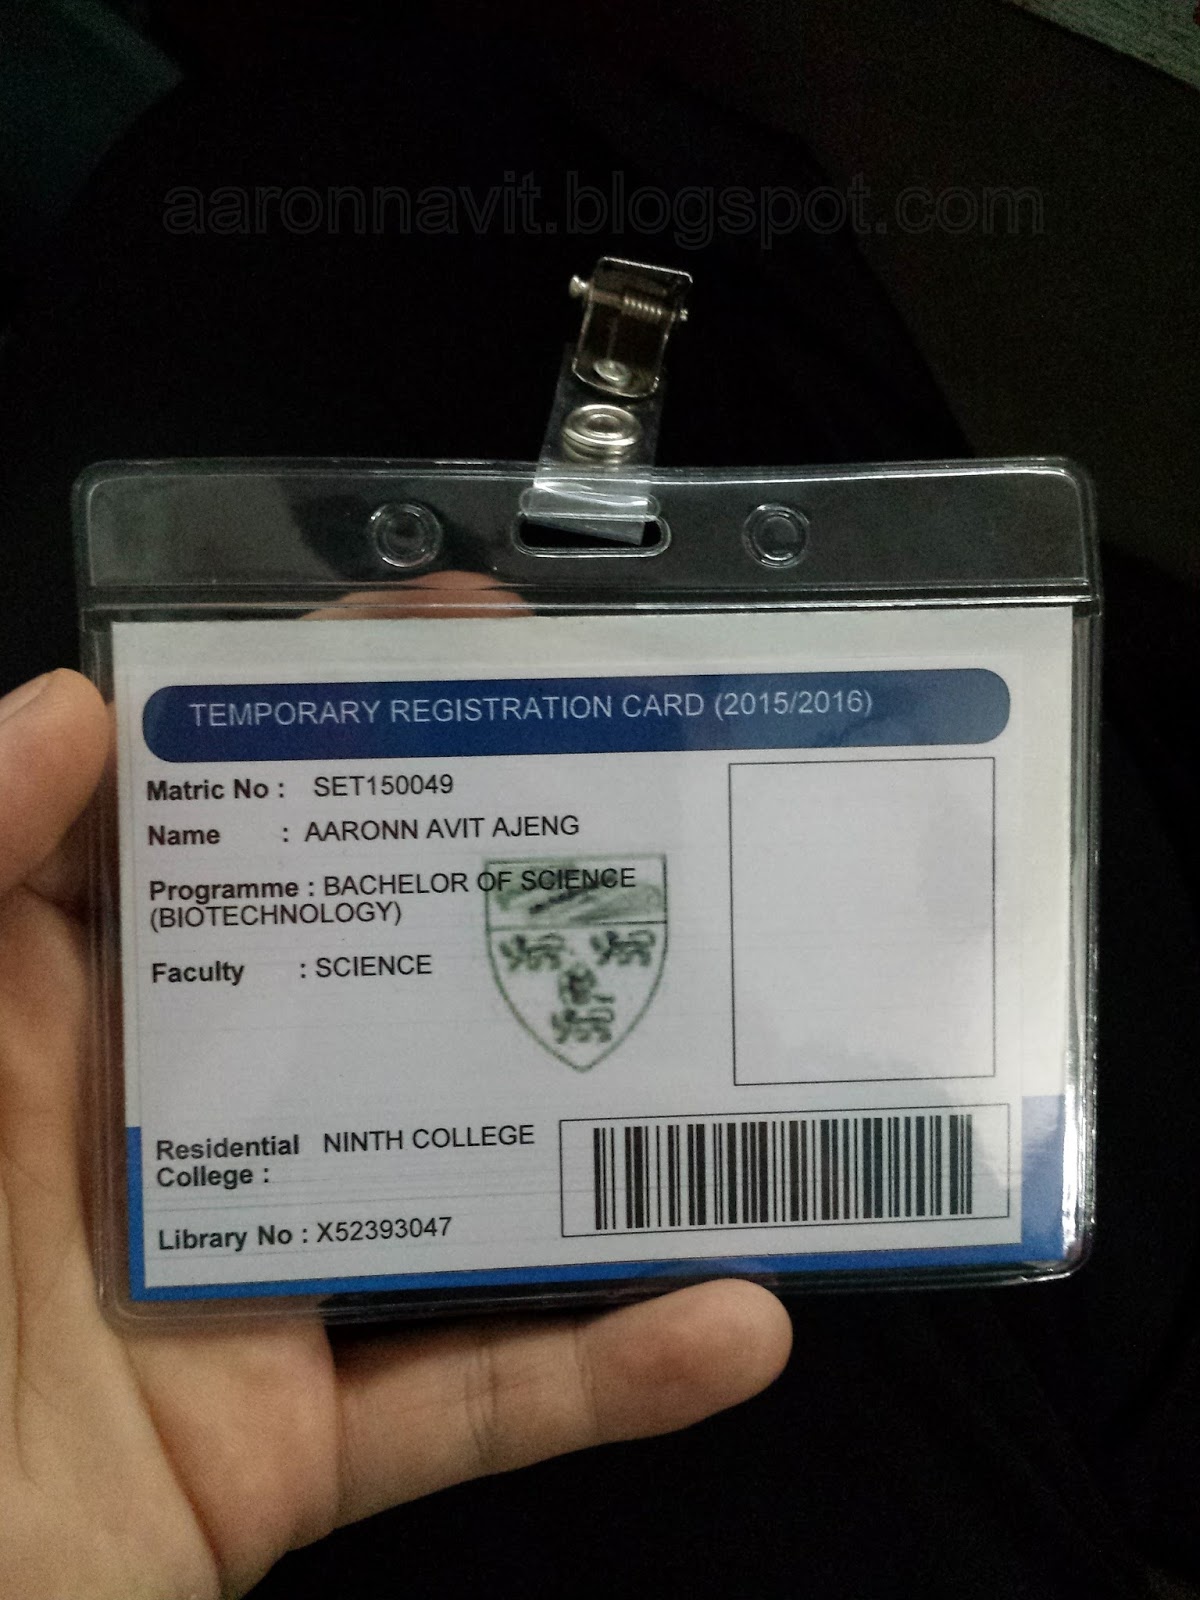 aaronnavit.blogspot.com
TEMPORARY REGISTRATION CARD (2015/2016)
Matric No : SET150049
Name : AARONN AVIT AJENG
Programme : BACHELOR OF SCIENCE
(BIOTECHNOLOGY)
Faculty : SCIENCE
Residential NINTH COLLEGE
College :
Library No : X52393047